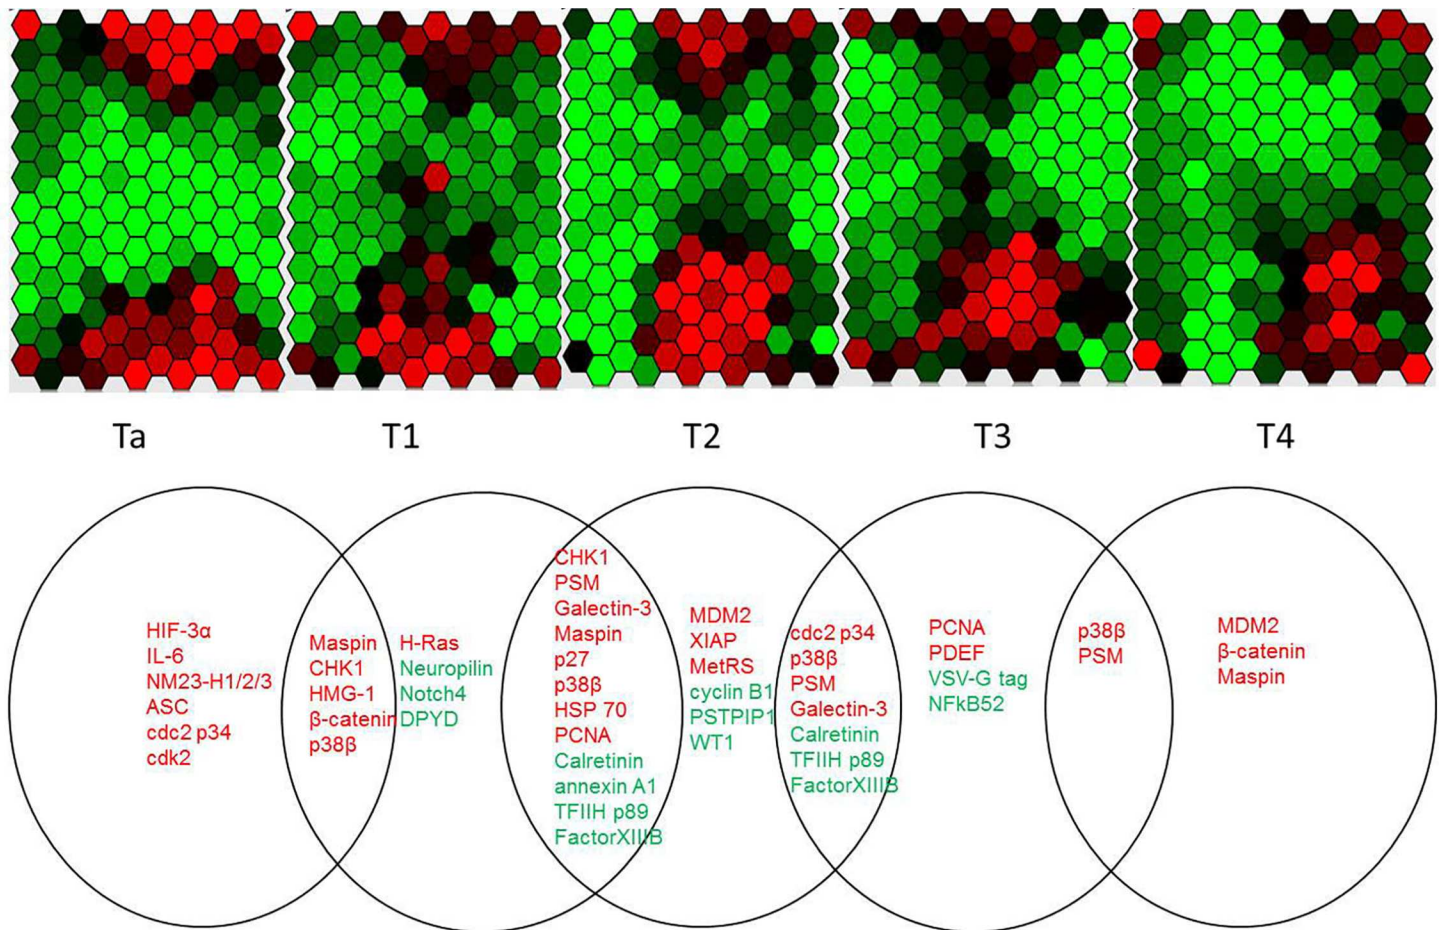 Ta
T1
T2
T3
T4
HIF-3α
IL-6
NM23-H1/2/3
ASC
cdc2 p34
cdk2
Maspin
CHK1
HMG-1
β-catenin
p38β
H-Ras
Neuropilin
Notch4
DPYD
CHK1
PSM
Galectin-3
Maspin
p27
p38β
HSP 70
PCNA
Calretinin
annexin A1
TFIIH p89
FactorXIIIB
MDM2
XIAP
MetRS
cyclin B1
PSTPIP1
WT1
cdc2 p34
p38β
PSM
Galectin-3
Calretinin
TFIIH p89
FactorXIIIB
PCNA
PDEF
VSV-G tag
NFkB52
p38β
PSM
MDM2
β-catenin
Maspin